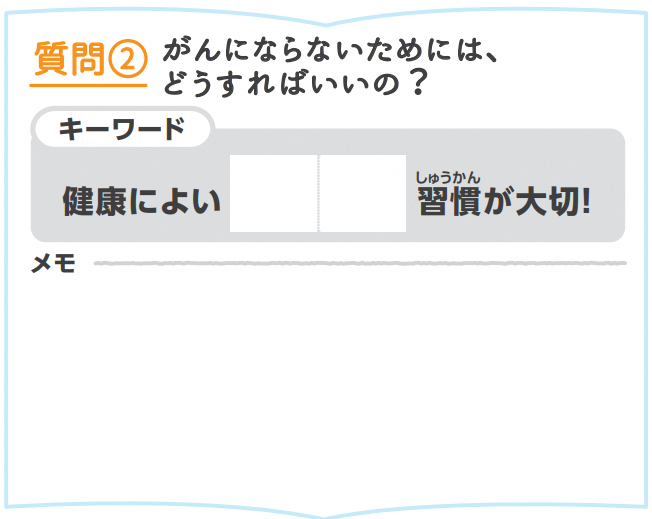 質問② がんにならないためには、
どうすればいいの？
キーワード
健康によい 習慣が大切!
しゅうかん
メモ